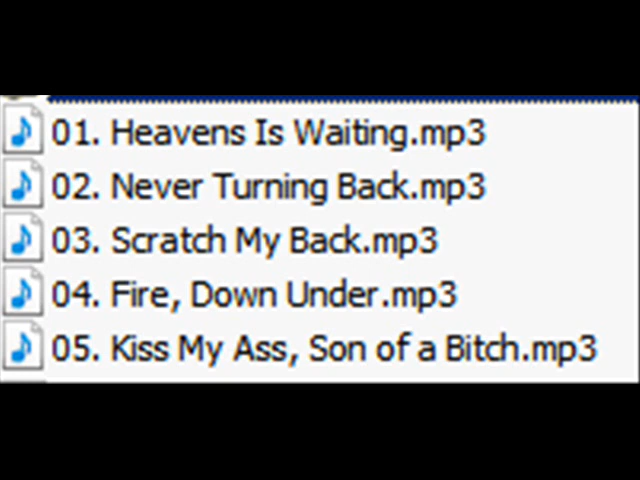 01. Heavens Is Waiting.mp3
02. Never Turning Back.mp3
03. Scratch My Back.mp3
04. Fire, Down Under.mp3
05. Kiss My Ass, Son of a Bitch.mp3